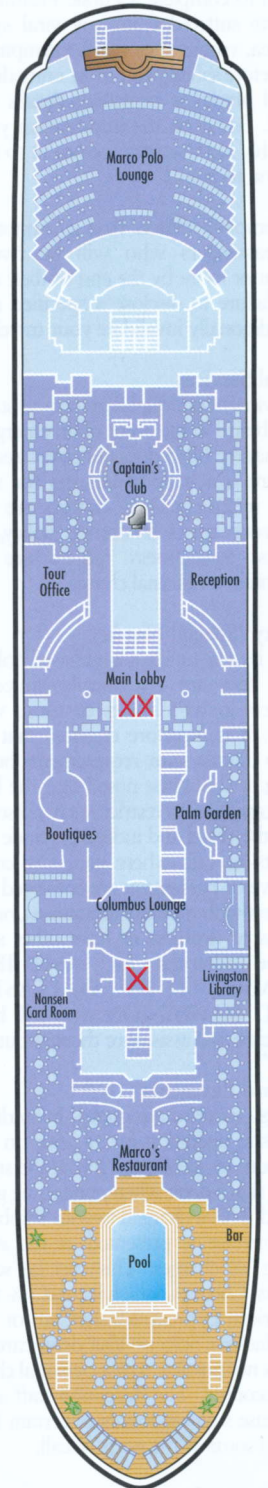 Marco Polo
Lounge
Captain's
Club
Tour
Office
Reception
Main Lobby
Palm Garden
Boutiques
Columbus Lounge
Livingston
Library
Nansen
Card Room
Marco's
Restaurant
Bar
Pool